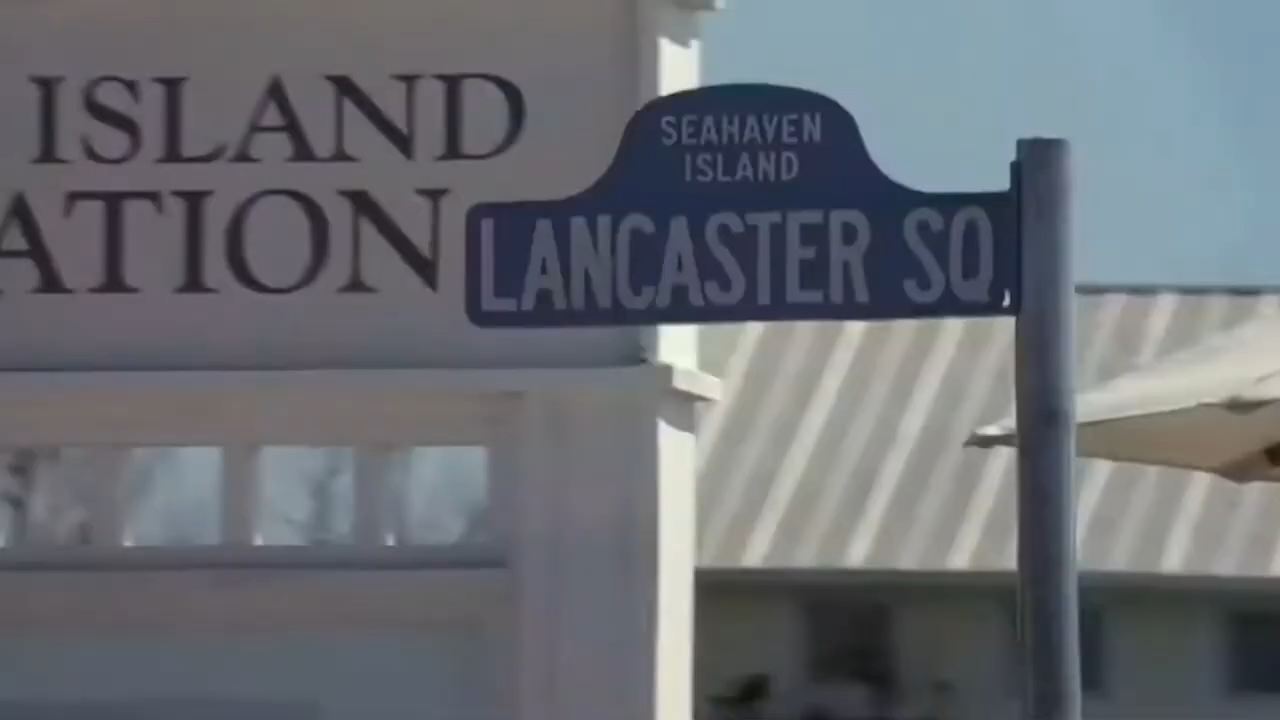 ISLAND
ATION
SEAHAVEN
ISLAND
LANCASTER SQ